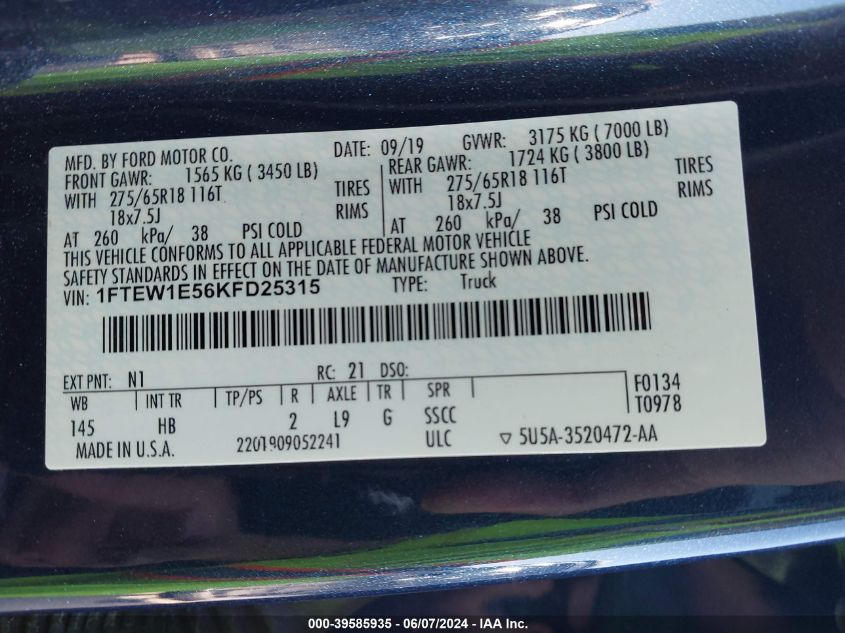 MFD. BY FORD MOTOR CO. DATE: 09/19 GVWR: 3175 KG ( 7000 LB)
FRONT GAWR: 1565 KG ( 3450 LB) REAR GAWR: 1724 KG ( 3800 LB)
WITH 275/65R18 116T TIRES WITH 275/65R18 116T TIRES
18x7.5J RIMS 18x7.5J RIMS
AT 260 kPa/ 38 PSI COLD AT 260 kPa/ 38 PSI COLD
THIS VEHICLE CONFORMS TO ALL APPLICABLE FEDERAL MOTOR VEHICLE
SAFETY STANDARDS IN EFFECT ON THE DATE OF MANUFACTURE SHOWN ABOVE.
VIN: 1FTEW1E56KFD25315 TYPE: Truck
EXT PNT: N1 RC: 21 DSO:
WB INT TR TP/PS R AXLE TR SPR F0134
145 HB 2 L9 G SSCC T0978
MADE IN U.S.A. 2201909052241 ULC ▽ 5U5A-3520472-AA
000-39585935 - 06/07/2024 - IAA Inc.